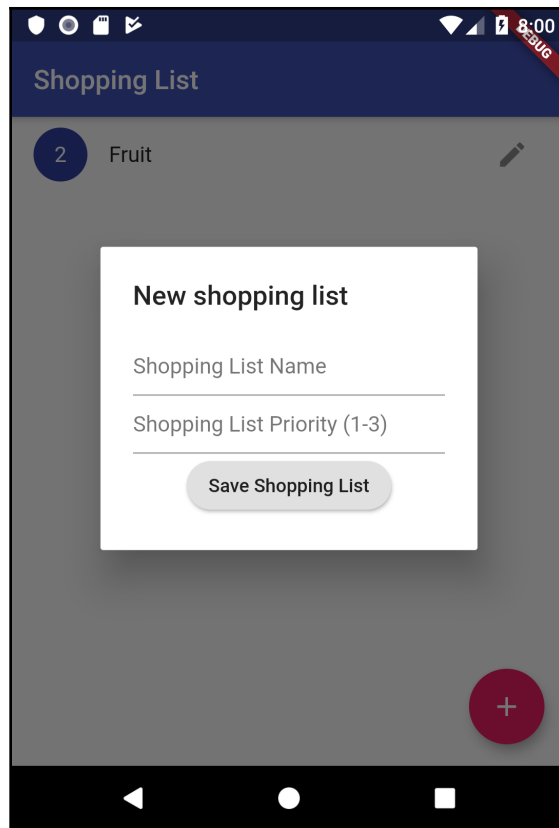 8:00
DEBUG
Shopping List
2 Fruit
New shopping list
Shopping List Name
Shopping List Priority (1-3)
Save Shopping List
+